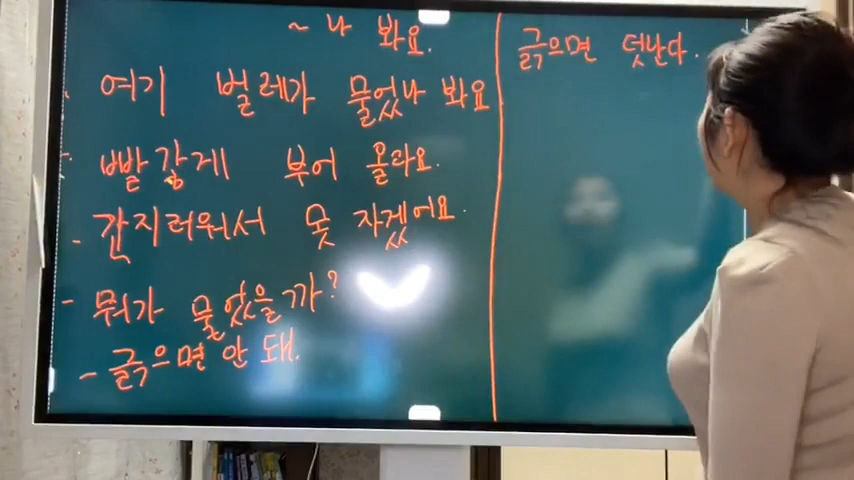 ~ 나 봐요.
- 여기 벌레가 물었나 봐요
- 빨갛게 부어 올라요.
- 간지러워서 못 자겠어요.
- 뭐가 물었을까?
- 긁으면 안 돼.
긁으면 덧난다.